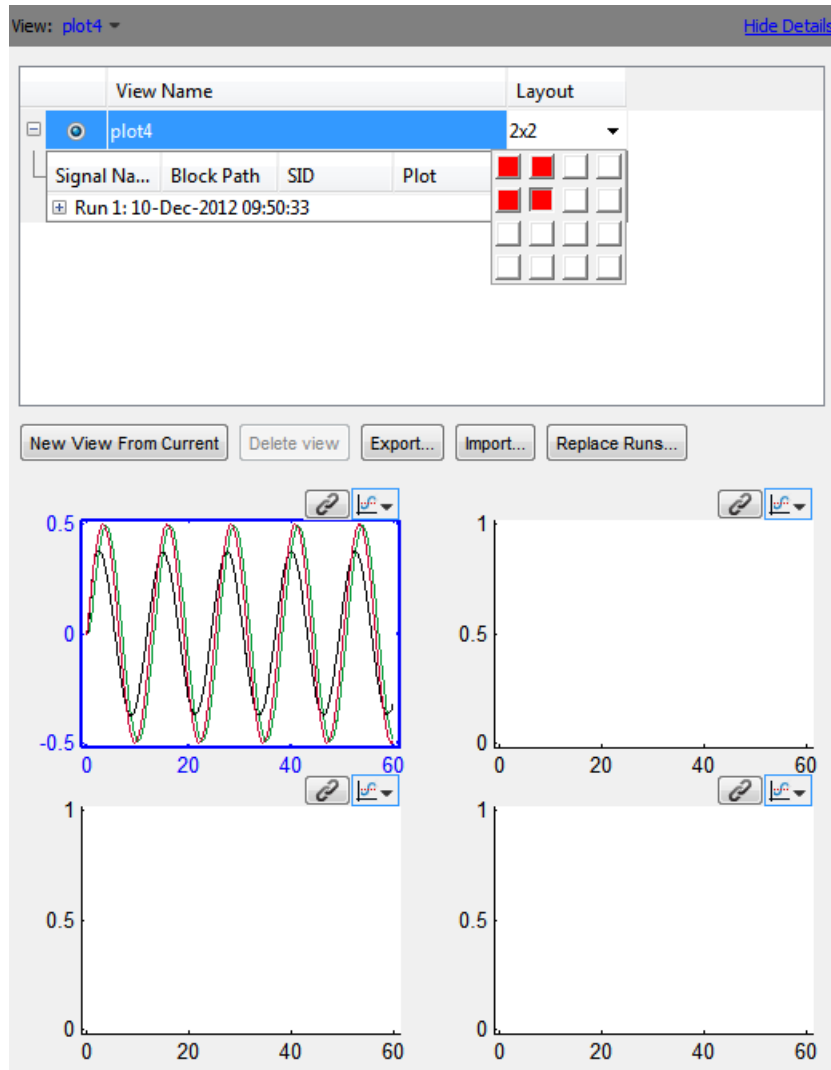 View: plot4 Hide Details
View Name Layout
plot4 2x2
Signal Na... Block Path SID Plot
Run 1: 10-Dec-2012 09:50:33
New View From Current Delete view Export... Import... Replace Runs...
0.5 1
0 0.5
-0.5 0
0 20 40 60 0 20 40 60
1 1
0.5 0.5
0 0
0 20 40 60 0 20 40 60